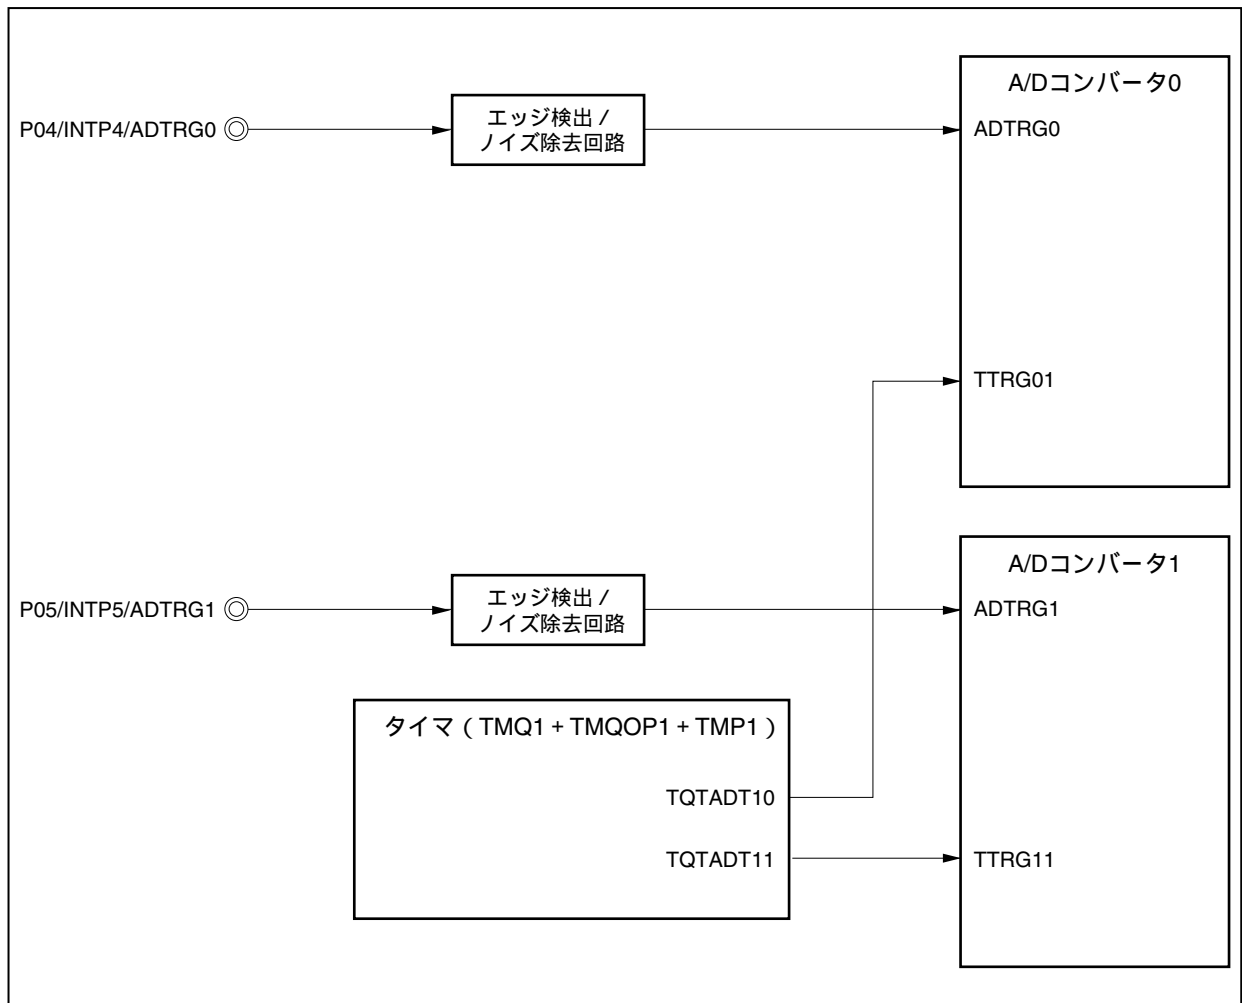 A/Dコンバータ0
P04/INTP4/ADTRG0
エッジ検出 /
ノイズ除去回路
ADTRG0
TTRG01
A/Dコンバータ1
P05/INTP5/ADTRG1
エッジ検出 /
ノイズ除去回路
ADTRG1
タイマ ( TMQ1 + TMQOP1 + TMP1 )
TQTADT10
TQTADT11
TTRG11